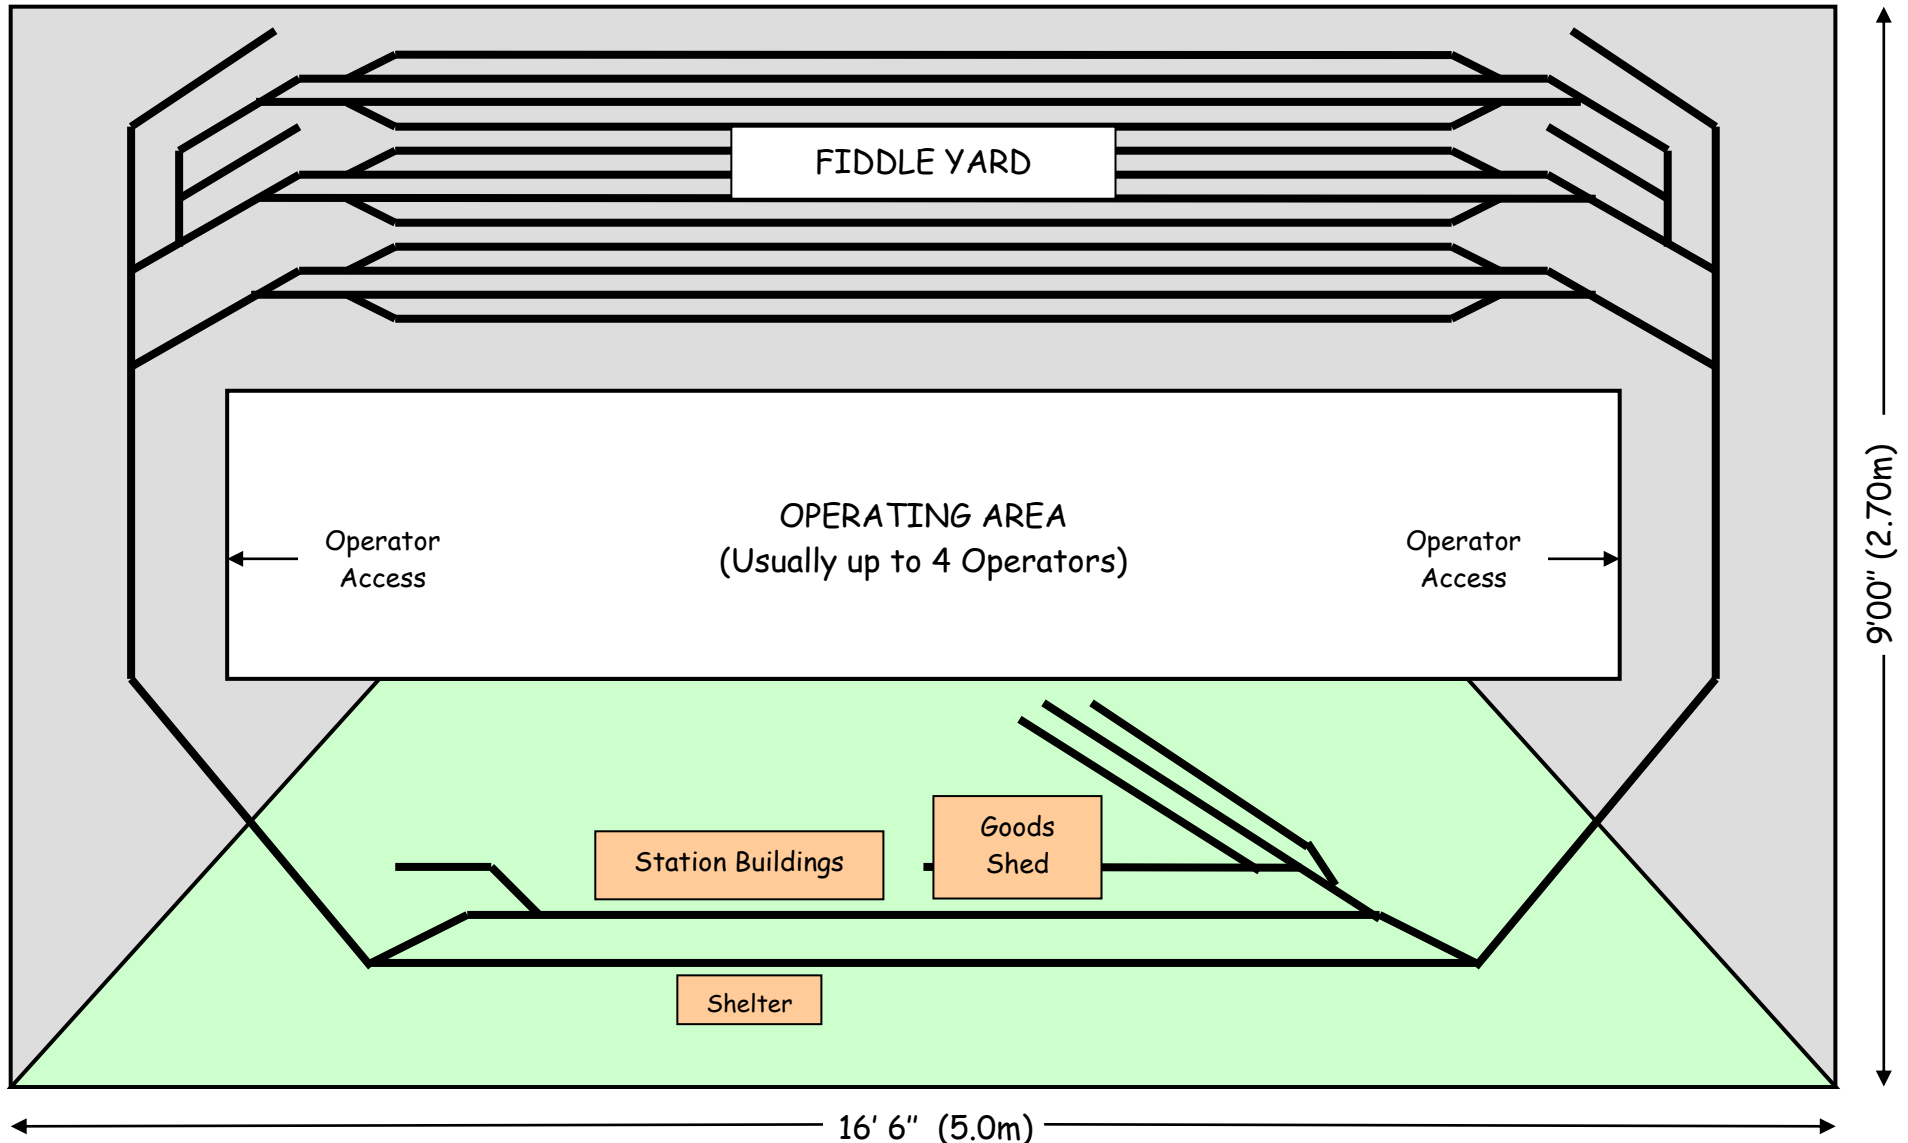 FIDDLE YARD
OPERATING AREA
(Usually up to 4 Operators)
Operator
Access
Operator
Access
9'00" (2.70m)
Goods
Shed
Station Buildings
Shelter
16' 6" (5.0m)